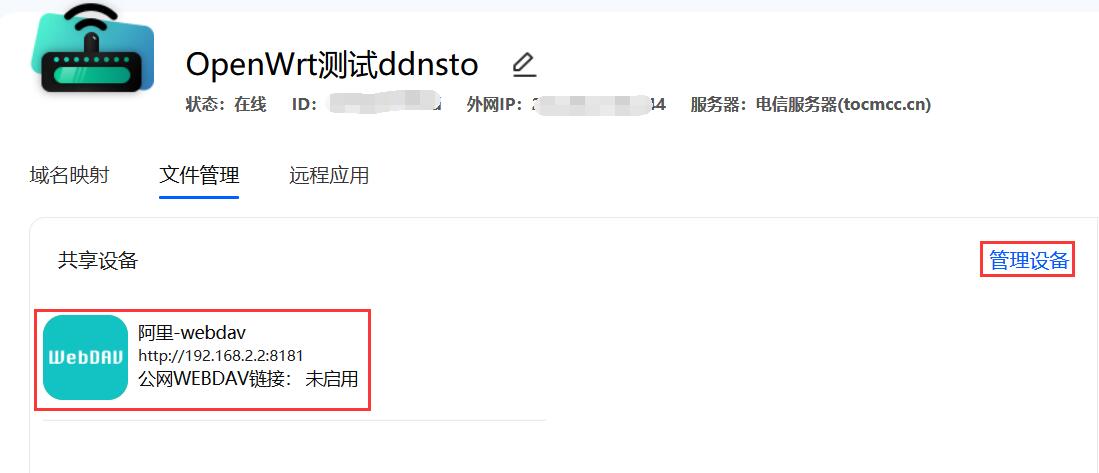 OpenWrt测试ddnsto
状态：在线 ID： 外网IP： 44 服务器：电信服务器(tocmcc.cn)
域名映射 文件管理 远程应用
共享设备 管理设备
WebDAV
阿里-webdav
http://192.168.2.2:8181
公网WEBDAV链接： 未启用